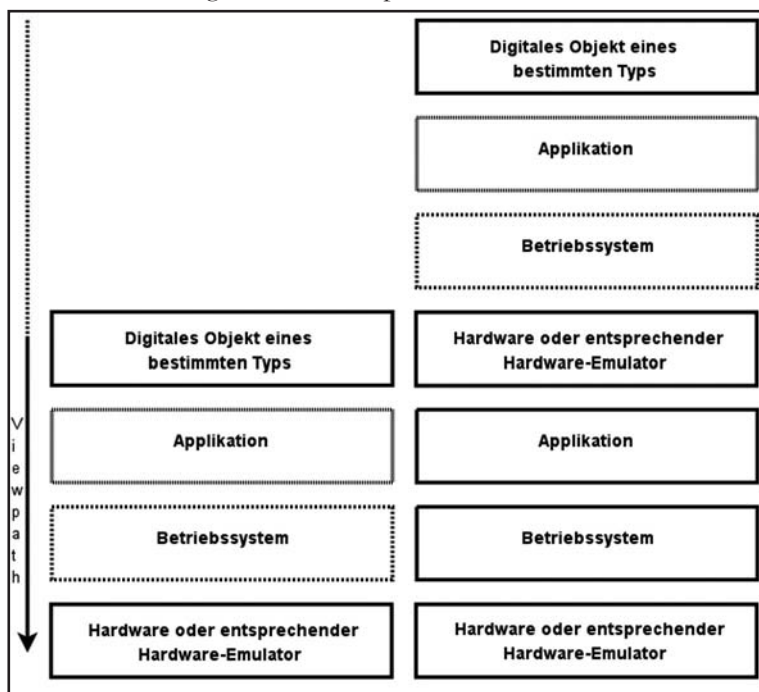 Digitales Objekt eines
bestimmten Typs
Applikation
Betriebssystem
Digitales Objekt eines
bestimmten Typs
Hardware oder entsprechender
Hardware-Emulator
Applikation
Applikation
Betriebssystem
Betriebssystem
Hardware oder entsprechender
Hardware-Emulator
Hardware oder entsprechender
Hardware-Emulator
Viewpath